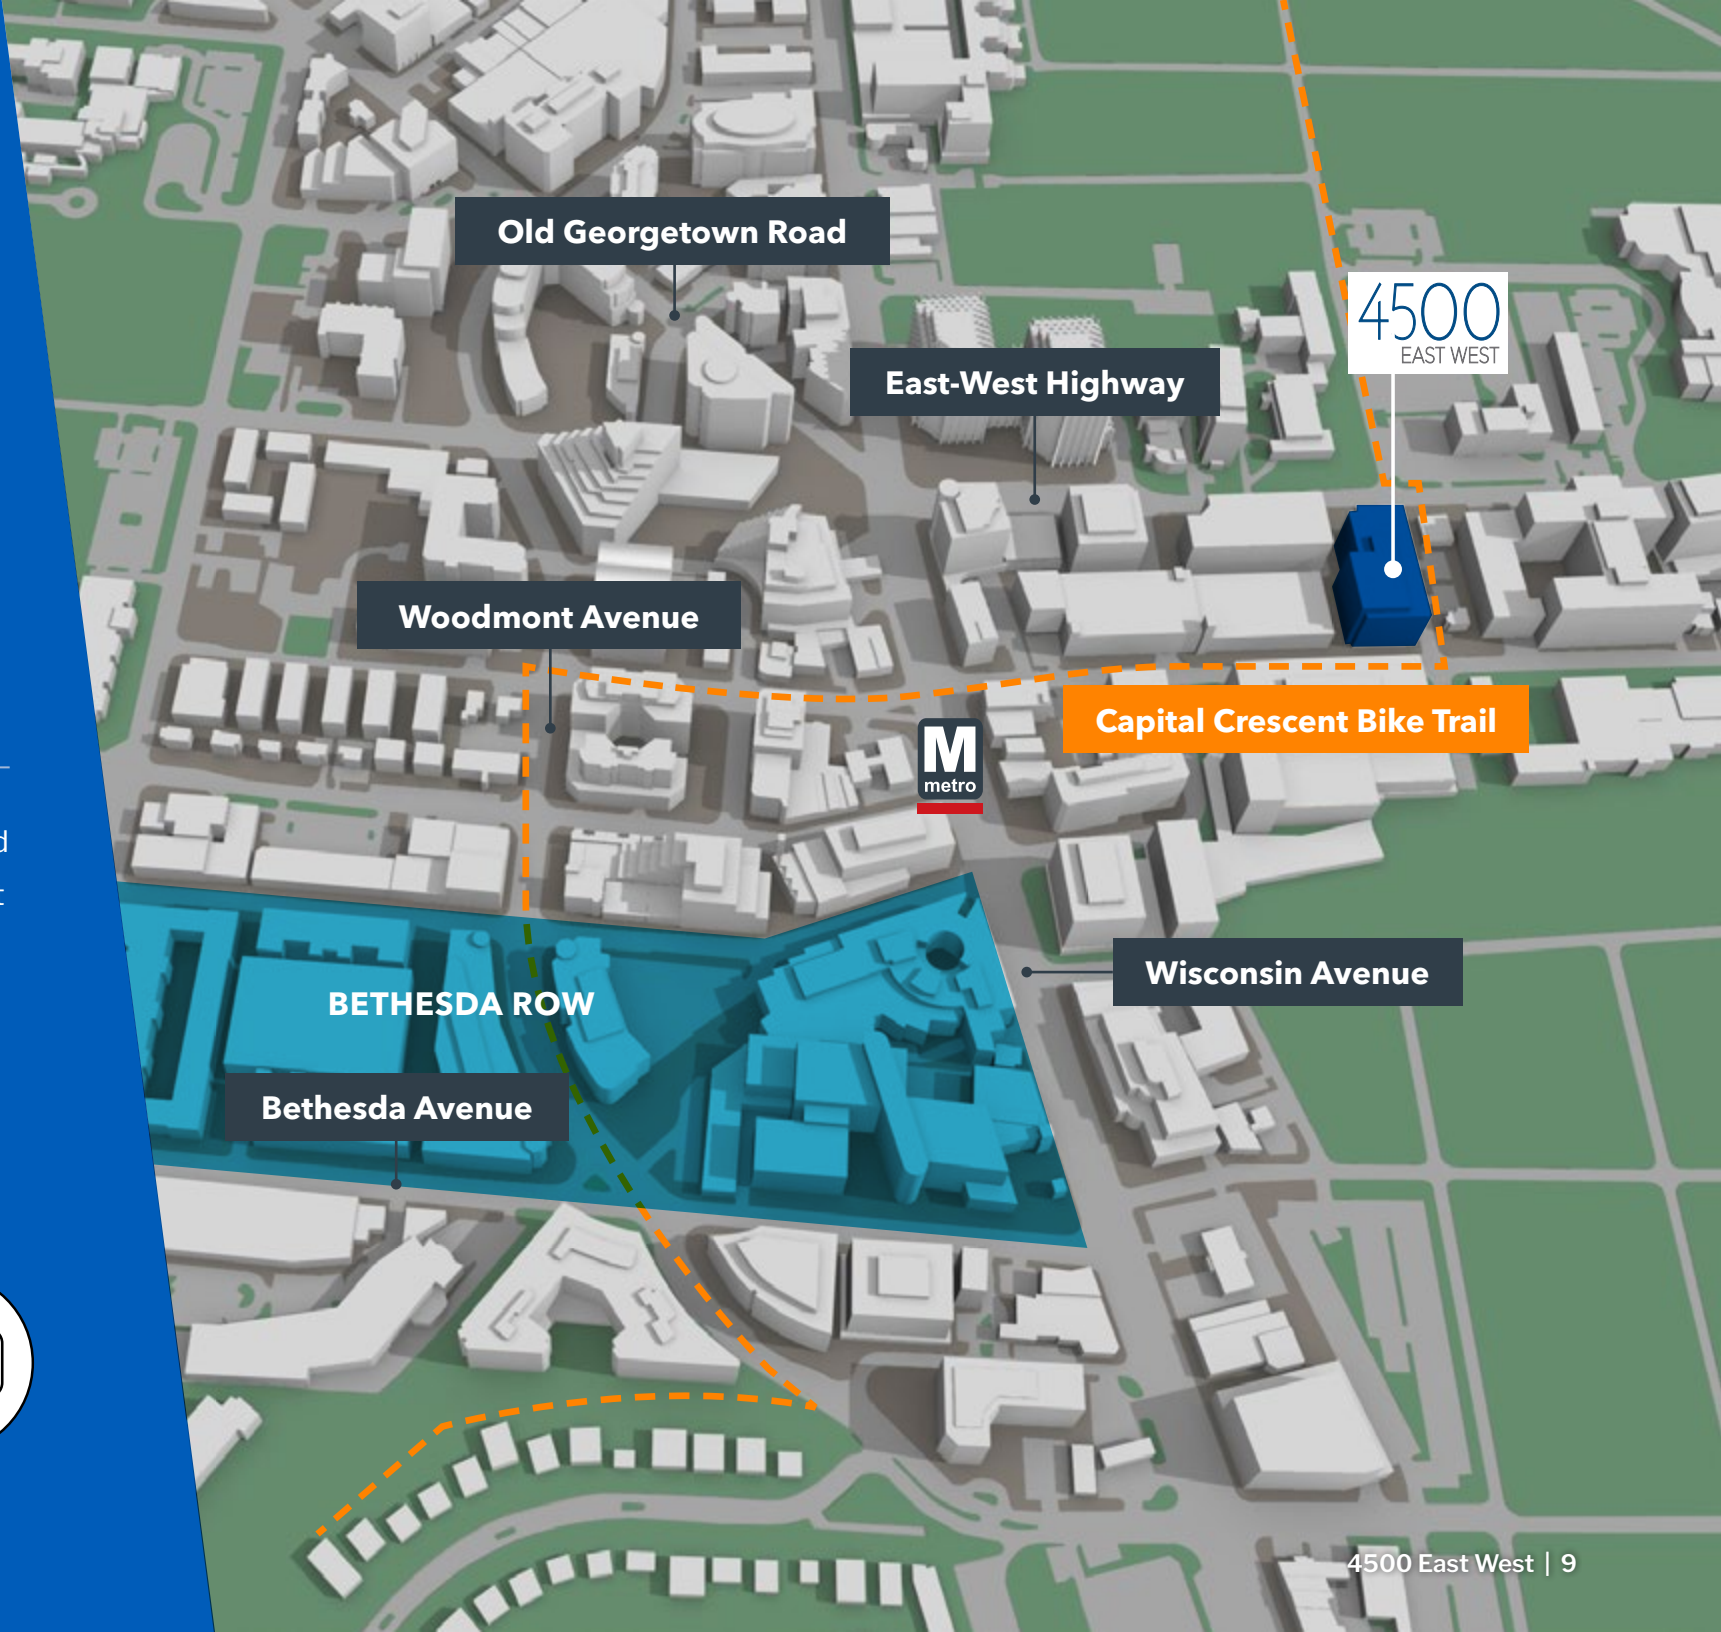 Old Georgetown Road
4500
EAST WEST
East-West Highway
Woodmont Avenue
Capital Crescent Bike Trail
M
metro
d
t
Wisconsin Avenue
BETHESDA ROW
Bethesda Avenue
4500 East West | 9